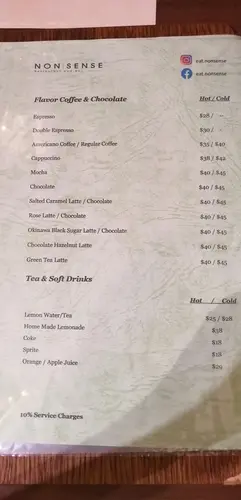 NON SENSE
RESTAURANT AND BAR
eat.nonsense
eat.nonsense
Flavor Coffee & Chocolate Hot / Cold
Espresso $28 / --
Double Espresso $30 / --
Americano Coffee / Regular Coffee $35 / $40
Cappuccino $38 / $42
Mocha $40 / $45
Chocolate $40 / $45
Salted Caramel Latte / Chocolate $40 / $45
Rose Latte / Chocolate $40 / $45
Okinawa Black Sugar Latte / Chocolate $40 / $45
Chocolate Hazelnut Latte $40 / $45
Green Tea Latte $40 / $45
Tea & Soft Drinks
Hot / Cold
Lemon Water/Tea $25 / $28
Home Made Lemonade $38
Coke $18
Sprite $18
Orange / Apple Juice $29
10% Service Charges